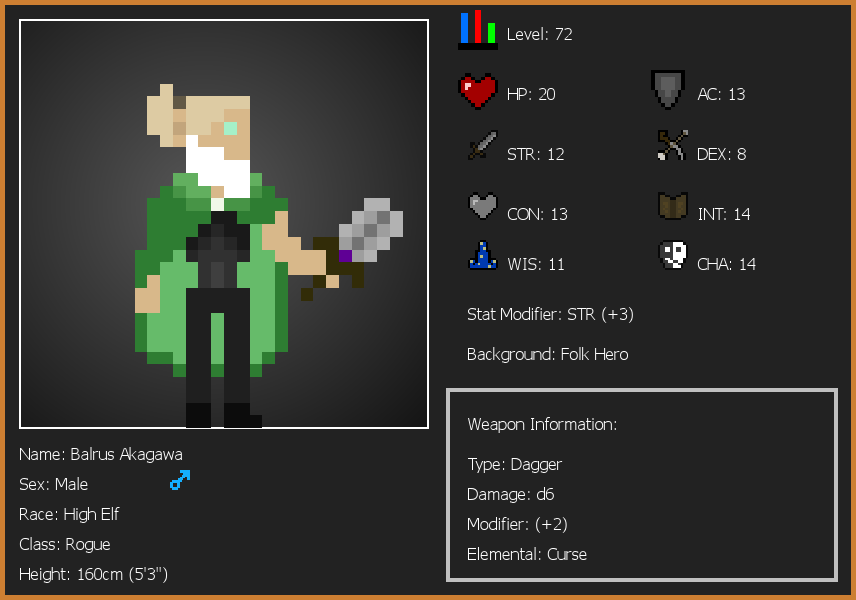 Level: 72
HP: 20
AC: 13
STR: 12
DEX: 8
CON: 13
INT: 14
WIS: 11
CHA: 14
Stat Modifier: STR (+3)
Background: Folk Hero
Weapon Information:
Type: Dagger
Damage: d6
Modifier: (+2)
Elemental: Curse
Name: Balrus Akagawa
Sex: Male
Race: High Elf
Class: Rogue
Height: 160cm (5'3")